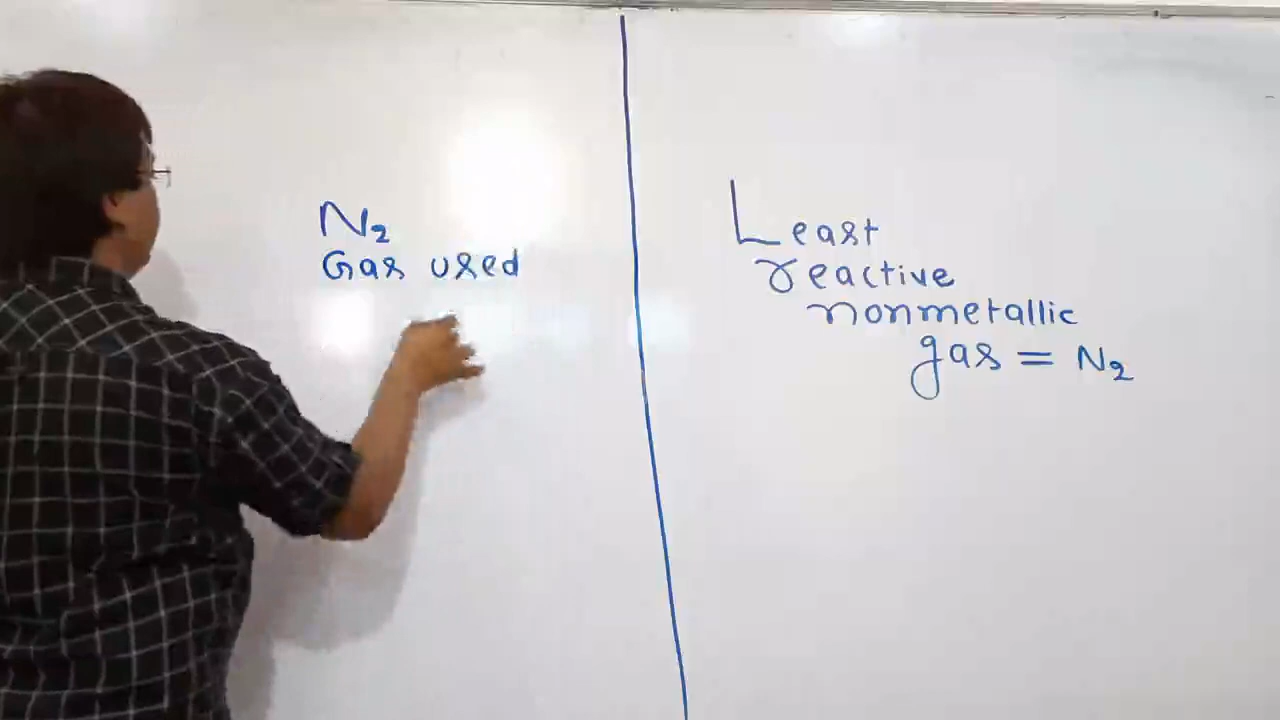 N₂
Gas used
Least
reactive
nonmetallic
gas = N₂